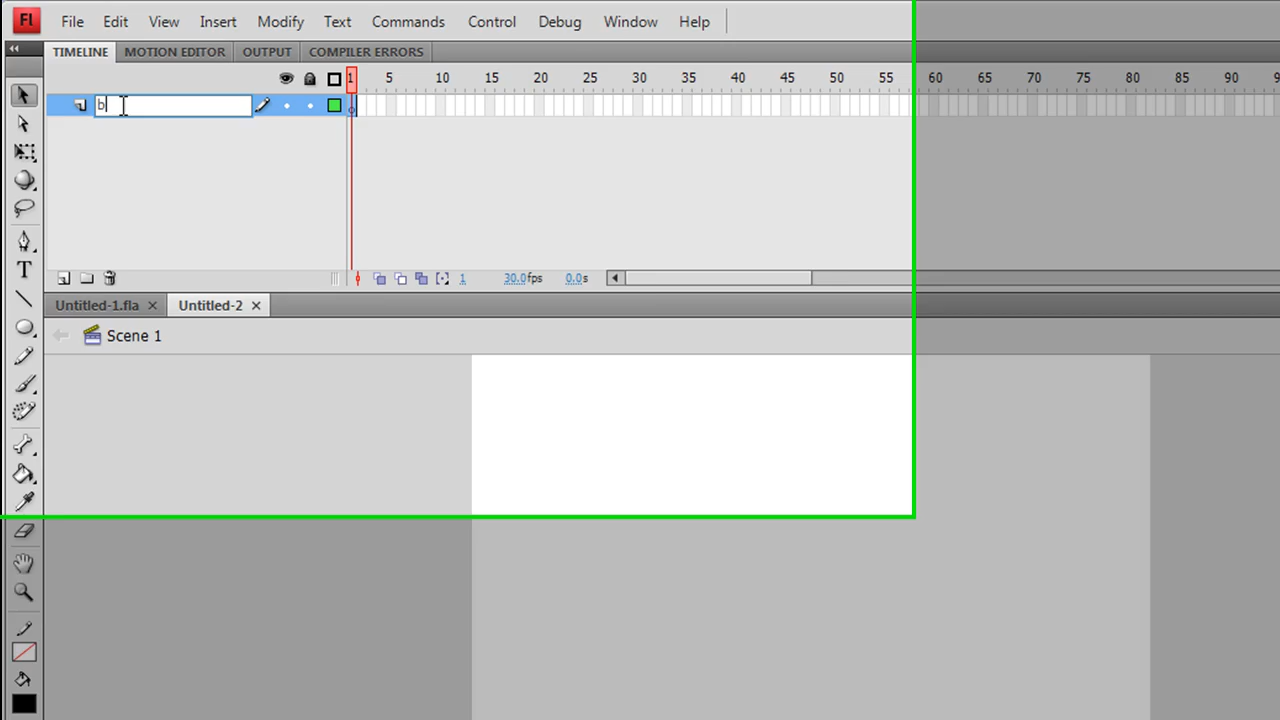 Fl File Edit View Insert Modify Text Commands Control Debug Window Help
TIMELINE MOTION EDITOR OUTPUT COMPILER ERRORS
1 5 10 15 20 25 30 35 40 45 50 55 60 65 70 75 80 85 90
b
1 30.0fps 0.0s
Untitled-1.fla Untitled-2
Scene 1